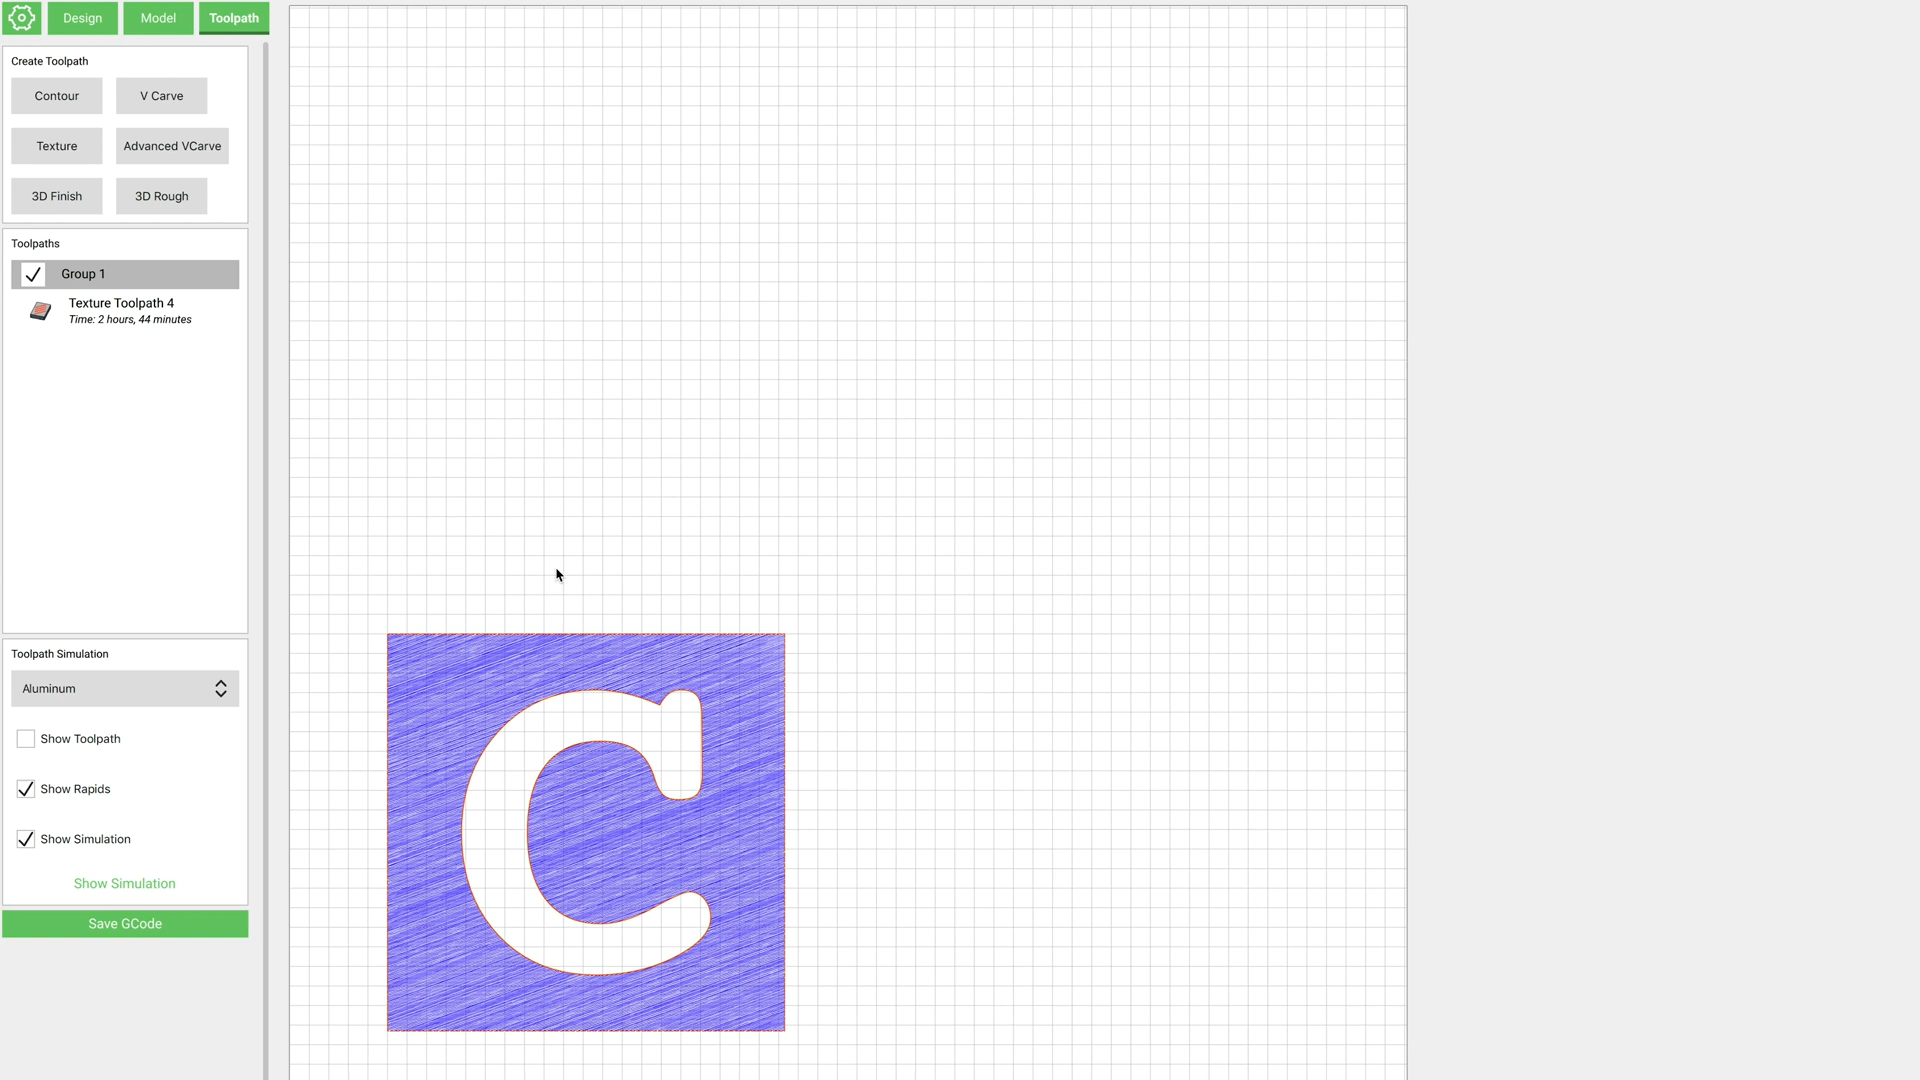 Design Model Toolpath
Create Toolpath
Contour V Carve
Texture Advanced VCarve
3D Finish 3D Rough
Toolpaths
Group 1
Texture Toolpath 4
Time: 2 hours, 44 minutes
Toolpath Simulation
Aluminum
Show Toolpath
Show Rapids
Show Simulation
Show Simulation
Save GCode
C